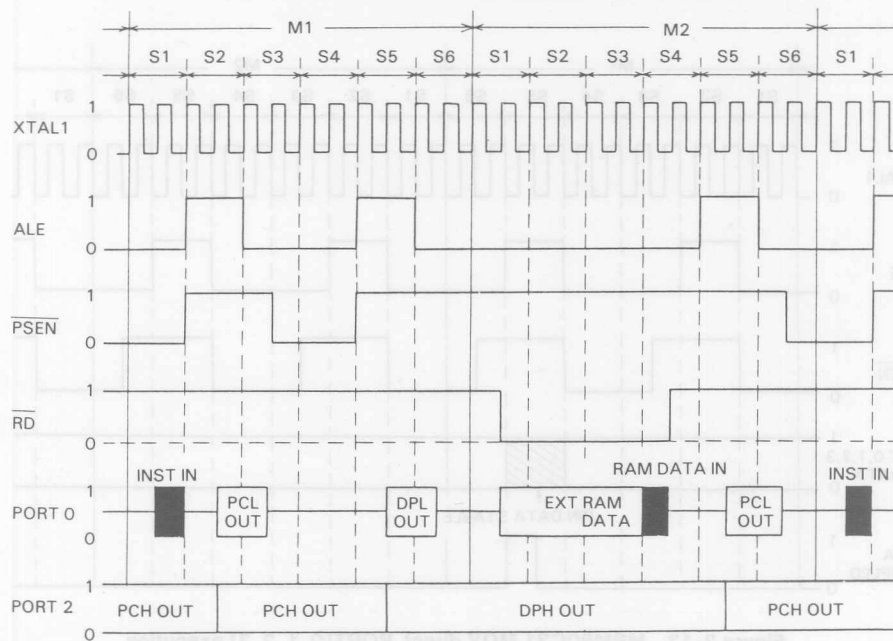 M1 M2
S1 S2 S3 S4 S5 S6 S1 S2 S3 S4 S5 S6 S1
1
XTAL1
0
1
ALE
0
1
PSEN
0
1
RD
0
INST IN RAM DATA IN INST IN
1
PORT 0
0
PCL OUT
DPL OUT
EXT RAM DATA
PCL OUT
1
PORT 2
0
PCH OUT PCH OUT DPH OUT PCH OUT